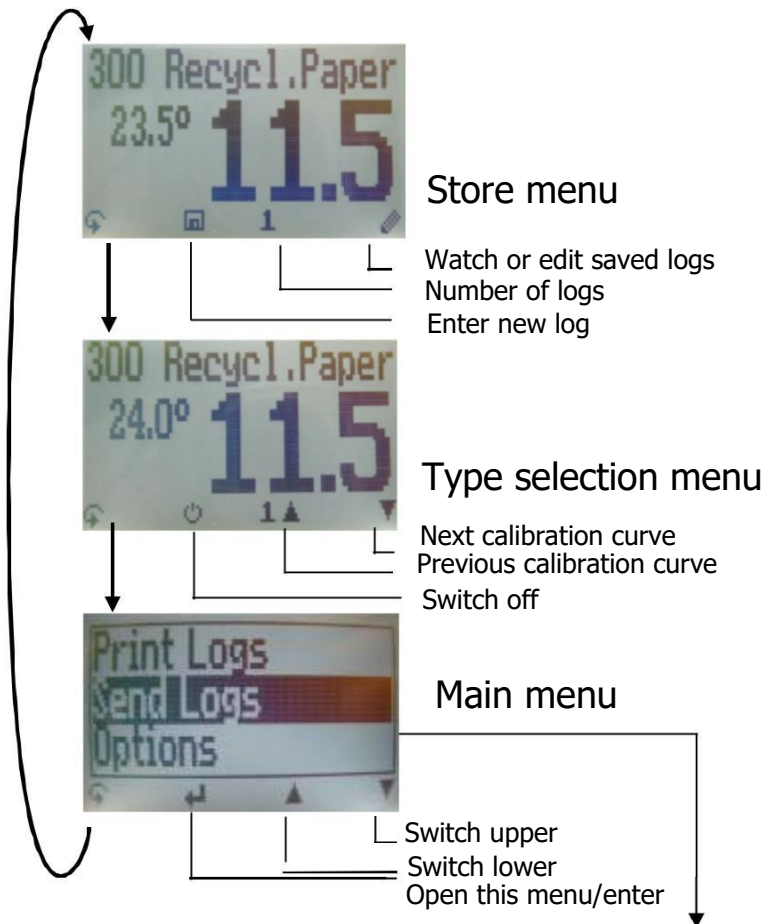 300 Recycl.Paper
23.5º 11.5
1
Store menu
Watch or edit saved logs
Number of logs
Enter new log
300 Recycl.Paper
24.0º 11.5
1
Type selection menu
Next calibration curve
Previous calibration curve
Switch off
Print Logs
Send Logs
Options
Main menu
Switch upper
Switch lower
Open this menu/enter